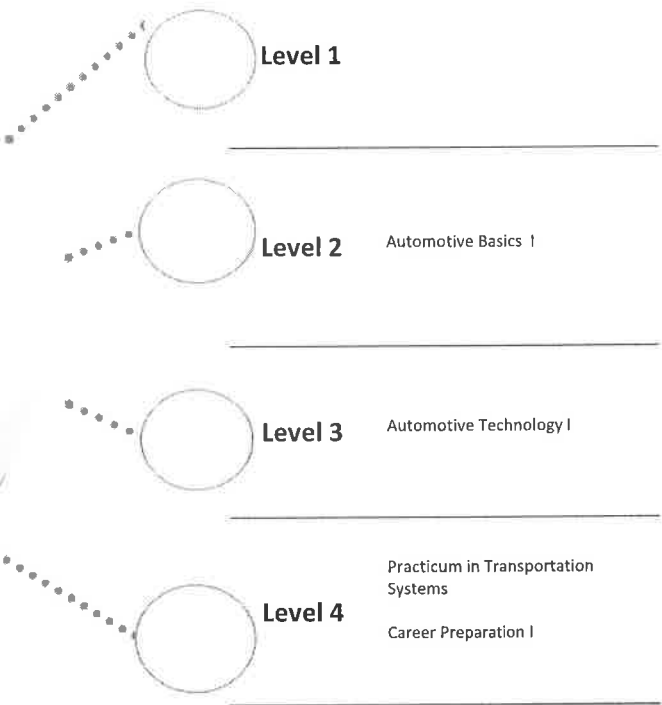 Level 1
Level 2
Automotive Basics †
Level 3
Automotive Technology I
Practicum in Transportation
Systems
Level 4
Career Preparation I